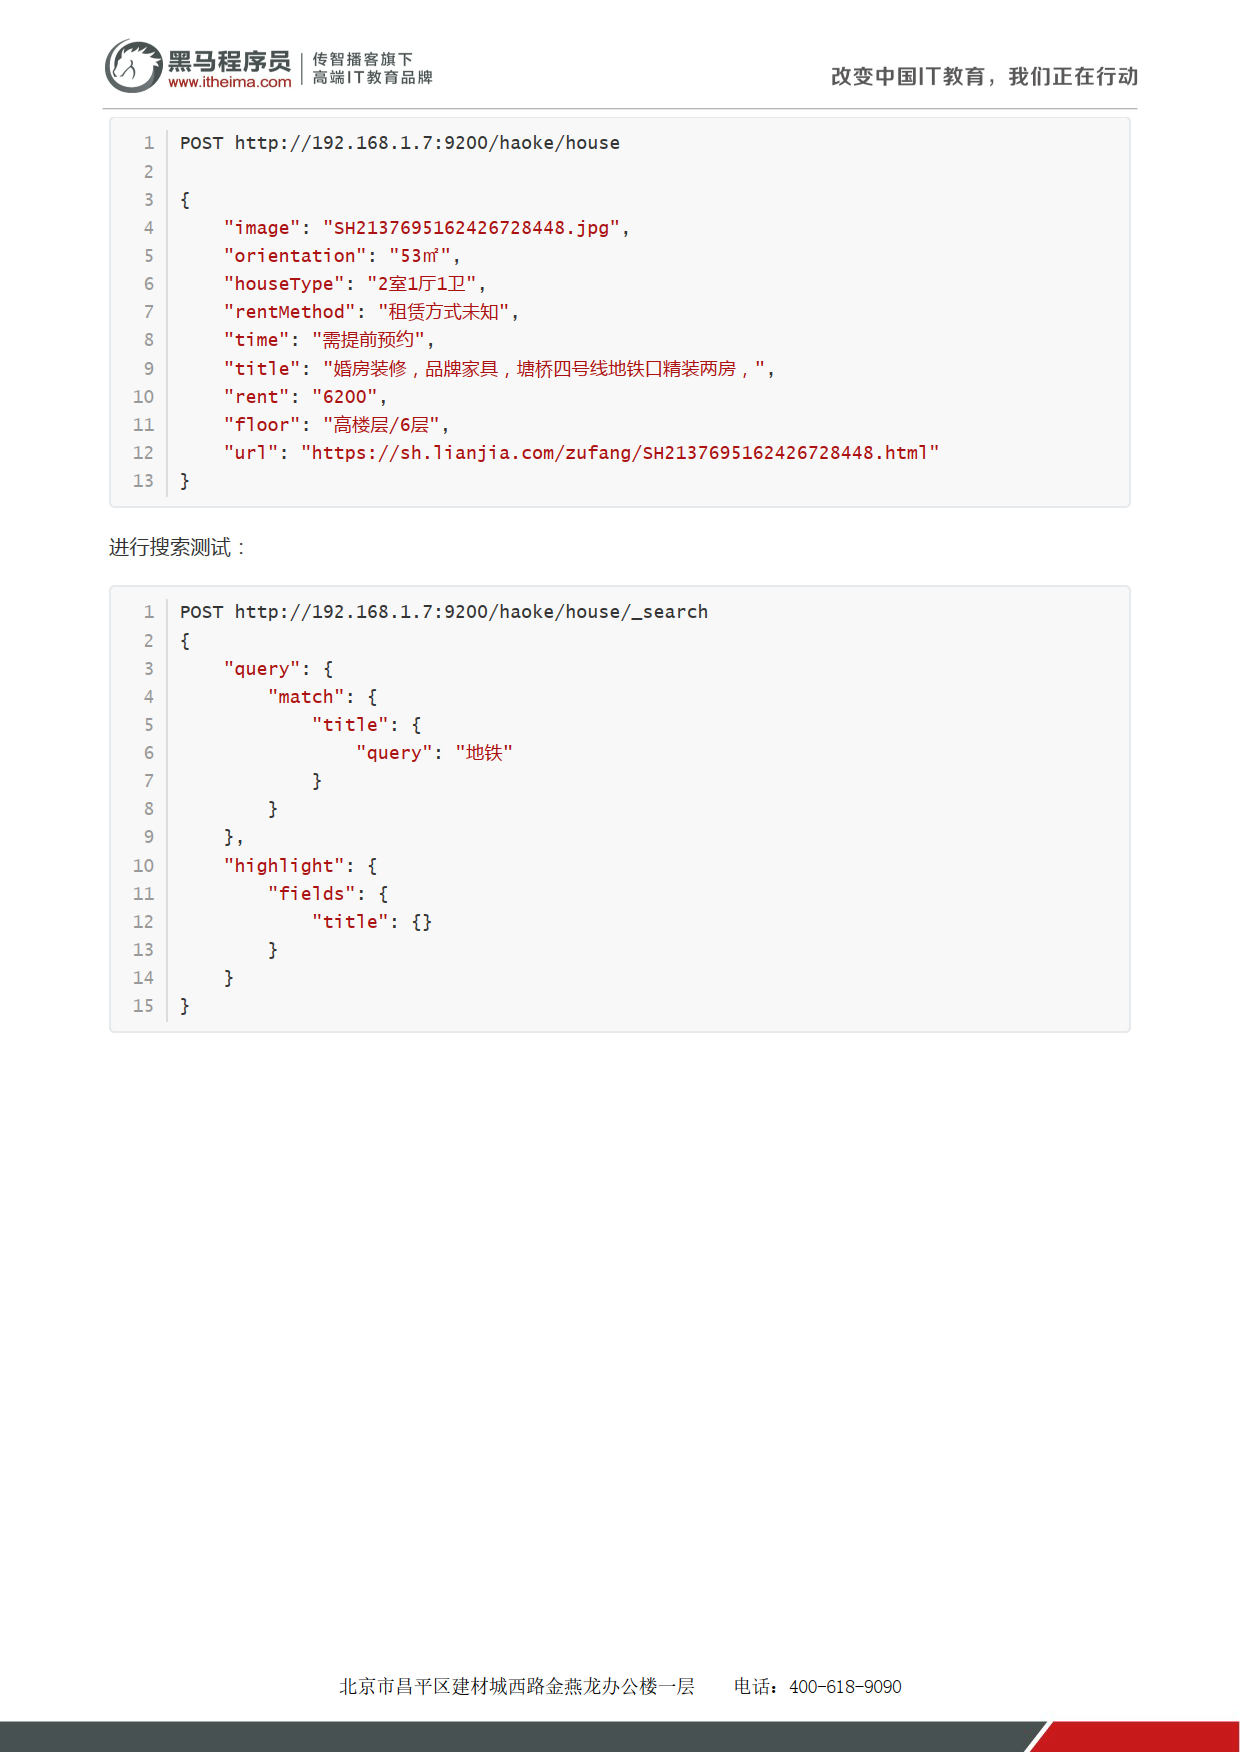 黑马程序员
www.itheima.com
传智播客旗下
高端IT教育品牌
改变中国IT教育，我们正在行动
1 POST http://192.168.1.7:9200/haoke/house
2
3 {
4     "image": "SH2137695162426728448.jpg",
5     "orientation": "53㎡",
6     "houseType": "2室1厅1卫",
7     "rentMethod": "租赁方式未知",
8     "time": "需提前预约",
9     "title": "婚房装修，品牌家具，塘桥四号线地铁口精装两房，",
10     "rent": "6200",
11     "floor": "高楼层/6层",
12     "url": "https://sh.lianjia.com/zufang/SH2137695162426728448.html"
13 }
进行搜索测试：
1 POST http://192.168.1.7:9200/haoke/house/_search
2 {
3     "query": {
4         "match": {
5             "title": {
6                 "query": "地铁"
7             }
8         }
9     },
10     "highlight": {
11         "fields": {
12             "title": {}
13         }
14     }
15 }
北京市昌平区建材城西路金燕龙办公楼一层 电话：400-618-9090